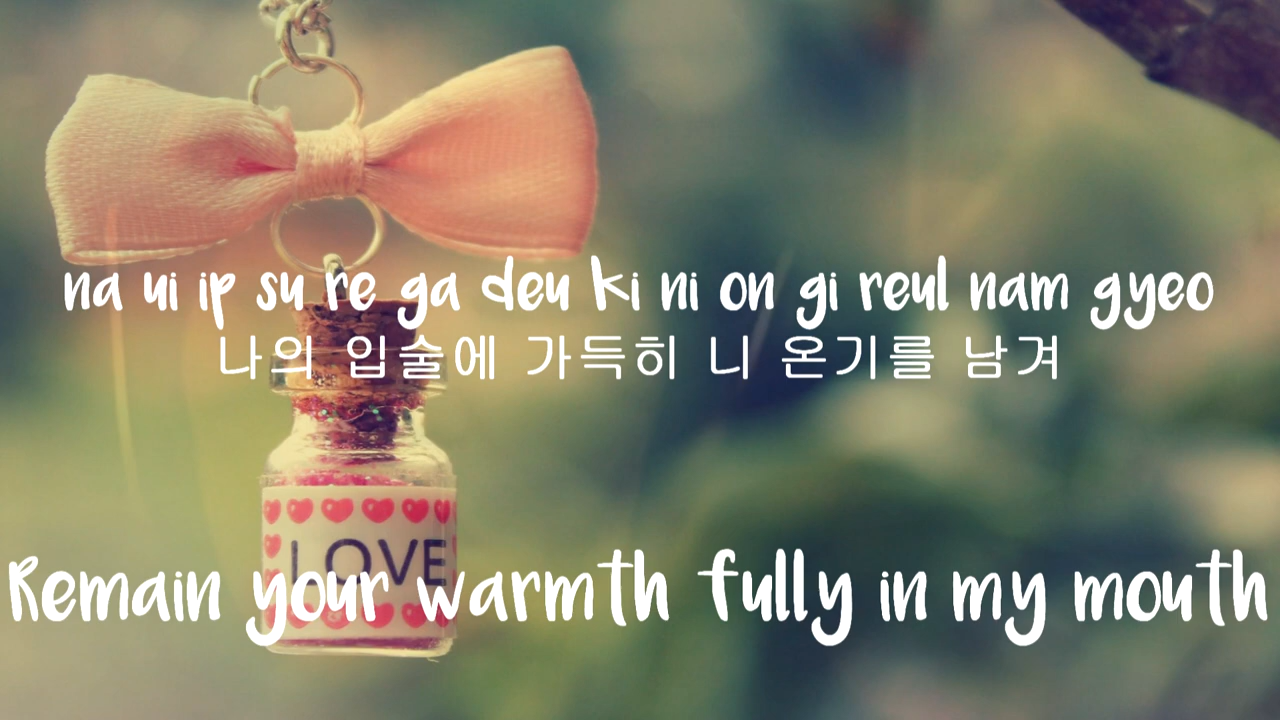 na ui ip su re ga deu ki ni on gi reul nam gyeo
나의 입술에 가득히 니 온기를 남겨
LOVE
Remain your warmth fully in my mouth